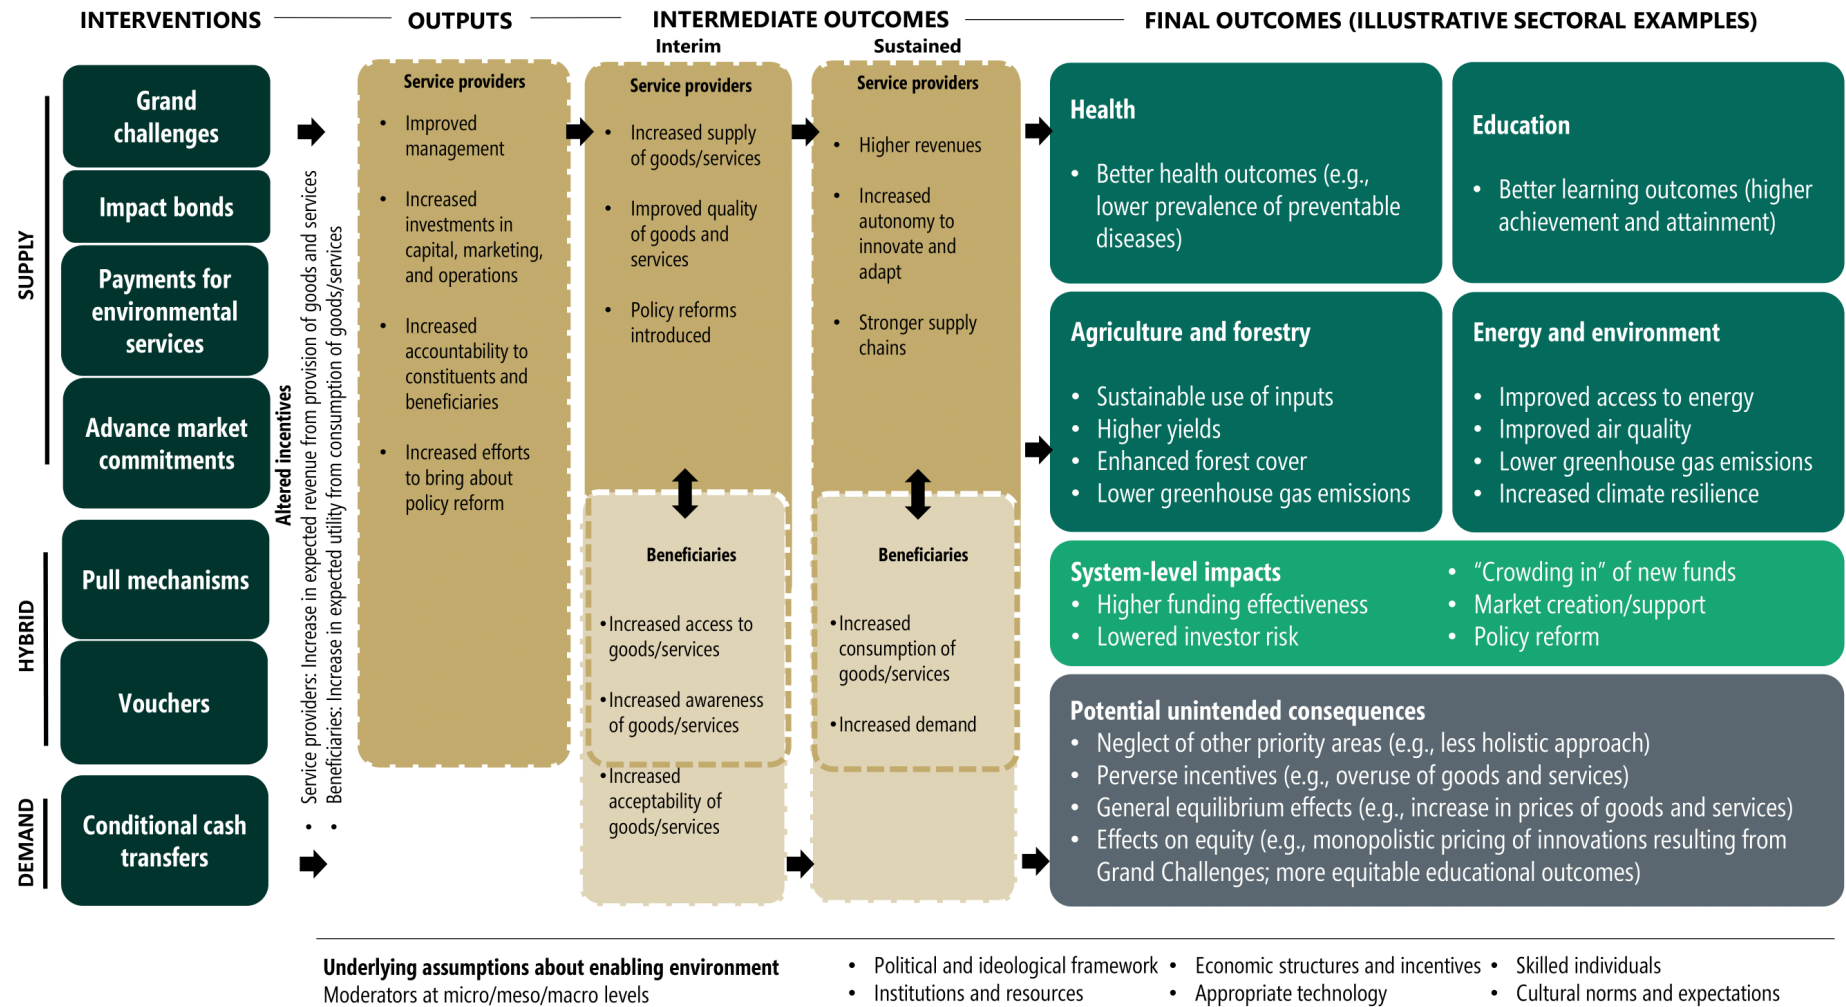 INTERVENTIONS
OUTPUTS
INTERMEDIATE OUTCOMES
FINAL OUTCOMES (ILLUSTRATIVE SECTORAL EXAMPLES)
Interim
Sustained
SUPPLY
Grand
challenges
Impact bonds
Payments for
environmental
services
Advance market
commitments
HYBRID
Pull mechanisms
Vouchers
DEMAND
Conditional cash
transfers
Altered incentives
• Service providers: Increase in expected revenue from provision of goods and services
• Beneficiaries: Increase in expected utility from consumption of goods/services
Service providers
• Improved
management
• Increased
investments in
capital, marketing,
and operations
• Increased
accountability to
constituents and
beneficiaries
• Increased efforts
to bring about
policy reform
Service providers
• Increased supply
of goods/services
• Improved quality
of goods and
services
• Policy reforms
introduced
Beneficiaries
• Increased access to
goods/services
• Increased awareness
of goods/services
• Increased
acceptability of
goods/services
Service providers
• Higher revenues
• Increased
autonomy to
innovate and
adapt
• Stronger supply
chains
Beneficiaries
• Increased
consumption of
goods/services
• Increased demand
Health
• Better health outcomes (e.g.,
lower prevalence of preventable
diseases)
Education
• Better learning outcomes (higher
achievement and attainment)
Agriculture and forestry
• Sustainable use of inputs
• Higher yields
• Enhanced forest cover
• Lower greenhouse gas emissions
Energy and environment
• Improved access to energy
• Improved air quality
• Lower greenhouse gas emissions
• Increased climate resilience
System-level impacts
• Higher funding effectiveness
• Lowered investor risk
• “Crowding in” of new funds
• Market creation/support
• Policy reform
Potential unintended consequences
• Neglect of other priority areas (e.g., less holistic approach)
• Perverse incentives (e.g., overuse of goods and services)
• General equilibrium effects (e.g., increase in prices of goods and services)
• Effects on equity (e.g., monopolistic pricing of innovations resulting from
Grand Challenges; more equitable educational outcomes)
Underlying assumptions about enabling environment
Moderators at micro/meso/macro levels
• Political and ideological framework
• Institutions and resources
• Economic structures and incentives
• Appropriate technology
• Skilled individuals
• Cultural norms and expectations